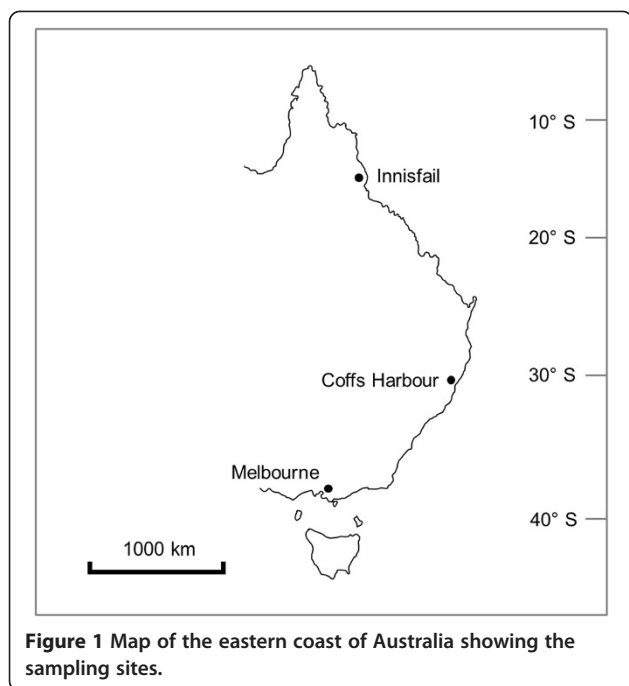 10° S
Innisfail
20° S
Coffs Harbour
30° S
Melbourne
40° S
1000 km
Figure 1 Map of the eastern coast of Australia showing the
sampling sites.